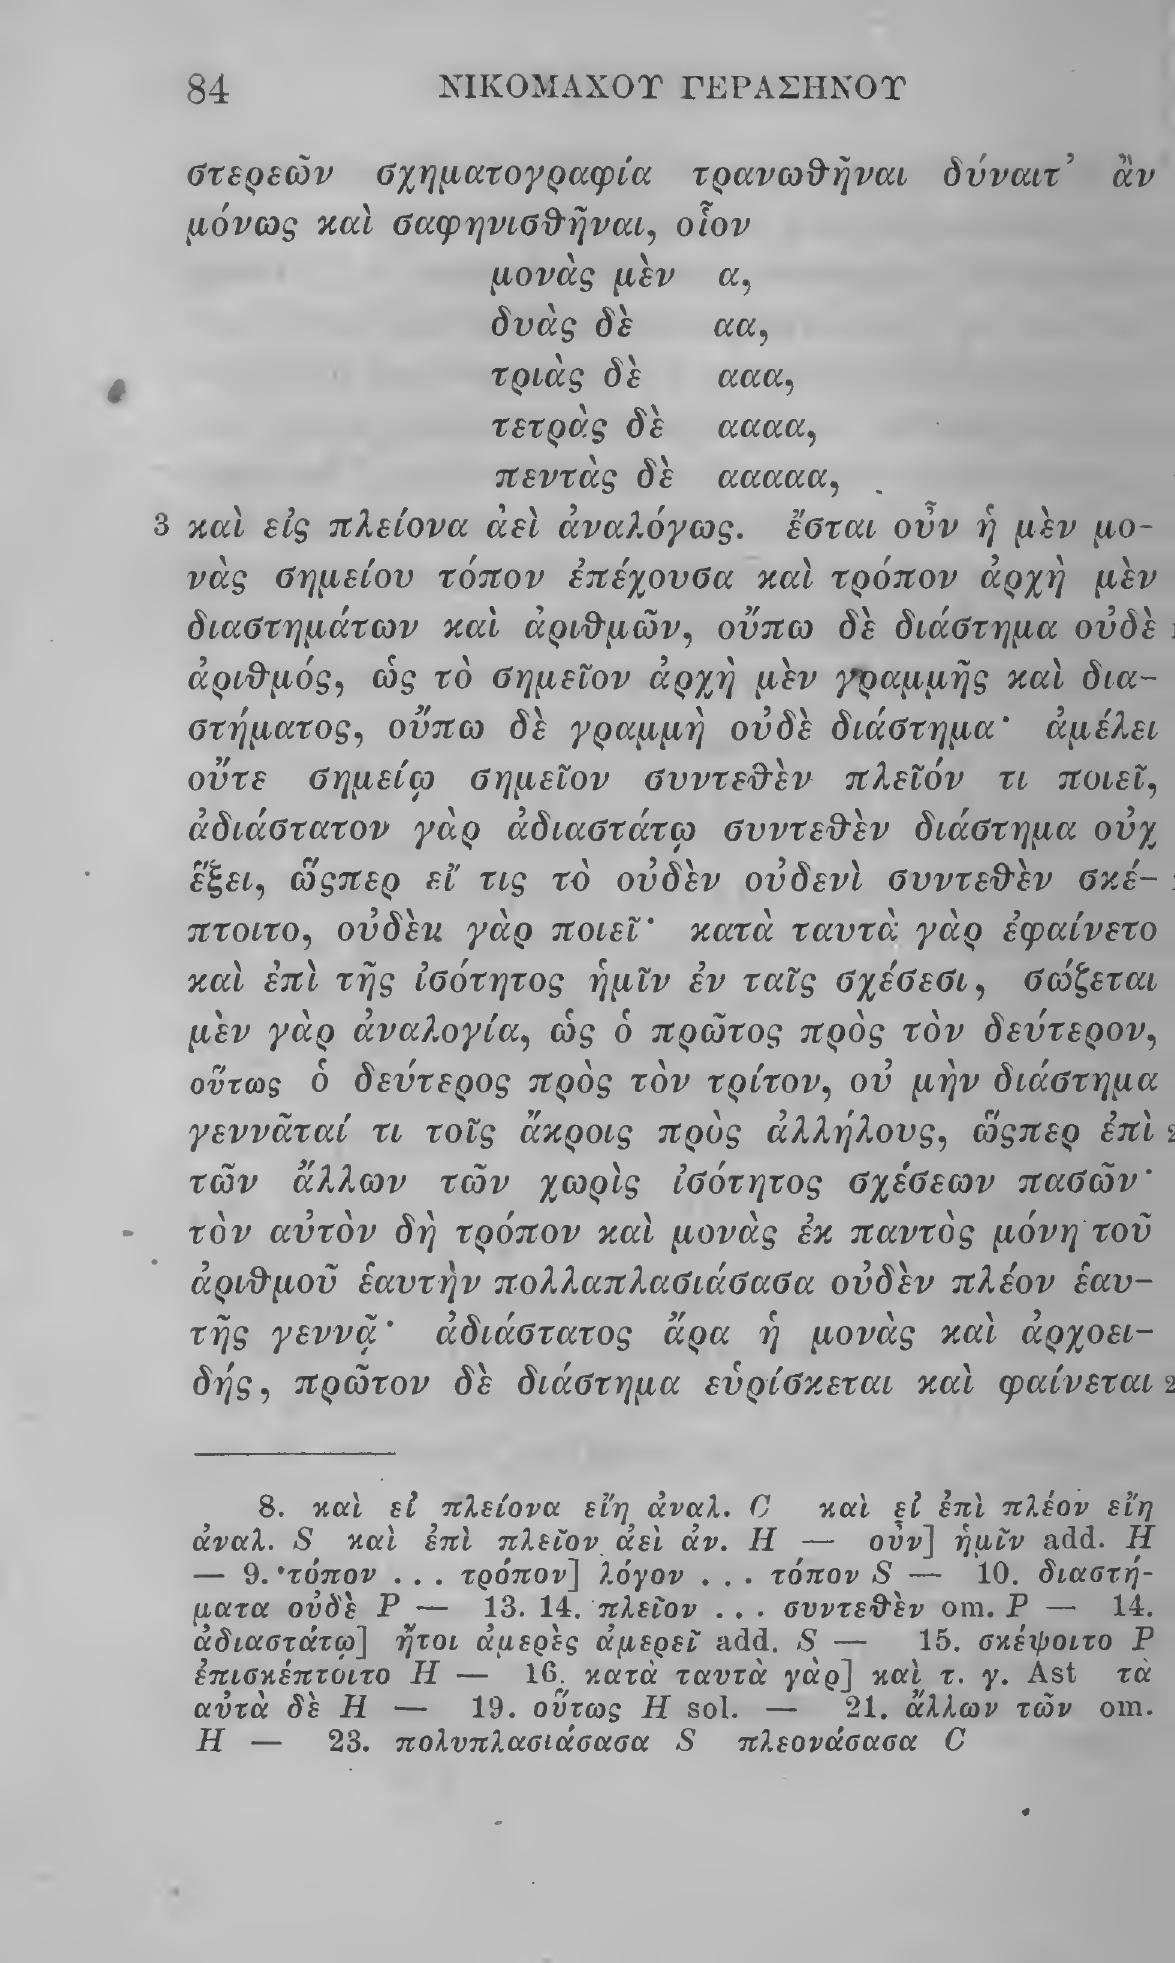 84 ΝΙΚΟΜΑΧΟΥ ΓΕΡΑΣΗΝΟΥ
στερεῶν σχηματογραφία τρανωθῆναι δύναιτ᾽ ἂν
μόνως καὶ σαφηνισθῆναι, οἷον
μονὰς μὲν α,
δυὰς δὲ αα,
τριὰς δὲ ααα,
τετρὰς δὲ αααα,
πεντὰς δὲ ααααα,
3 καὶ εἰς πλείονα ἀεὶ ἀναλόγως. ἔσται οὖν ἡ μὲν μο-
νὰς σημείου τόπον ἐπέχουσα καὶ τρόπον ἀρχὴ μὲν
διαστημάτων καὶ ἀριθμῶν, οὔπω δὲ διάστημα οὐδὲ
ἀριθμός, ὡς τὸ σημεῖον ἀρχὴ μὲν γραμμῆς καὶ δια-
στήματος, οὔπω δὲ γραμμὴ οὐδὲ διάστημα· ἀμέλει
οὔτε σημείῳ σημεῖον συντεθὲν πλεῖόν τι ποιεῖ,
ἀδιάστατον γὰρ ἀδιαστάτῳ συντεθὲν διάστημα οὐχ
ἕξει, ὥςπερ εἴ τις τὸ οὐδὲν οὐδενὶ συντεθὲν σκέ-
πτοιτο, οὐδὲν γὰρ ποιεῖ· κατὰ ταυτὰ γὰρ ἐφαίνετο
καὶ ἐπὶ τῆς ἰσότητος ἡμῖν ἐν ταῖς σχέσεσι, σώζεται
μὲν γὰρ ἀναλογία, ὡς ὁ πρῶτος πρὸς τὸν δεύτερον,
οὕτως ὁ δεύτερος πρὸς τὸν τρίτον, οὐ μὴν διάστημα
γεννᾶταί τι τοῖς ἄκροις πρὸς ἀλλήλους, ὥςπερ ἐπὶ
τῶν ἄλλων τῶν χωρὶς ἰσότητος σχέσεων πασῶν·
τὸν αὐτὸν δὴ τρόπον καὶ μονὰς ἐκ παντὸς μόνη τοῦ
ἀριθμοῦ ἑαυτὴν πολλαπλασιάσασα οὐδὲν πλέον ἑαυ-
τῆς γεννᾷ· ἀδιάστατος ἄρα ἡ μονὰς καὶ ἀρχοει-
δής, πρῶτον δὲ διάστημα εὑρίσκεται καὶ φαίνεται
8. καὶ εἰ πλείονα εἴη ἀναλ. C καὶ εἰ ἐπὶ πλέον εἴη
ἀναλ. S καὶ ἐπὶ πλεῖον ἀεὶ ἀν. H — οὖν] ἡμῖν add. H
— 9. τόπον . . . τρόπον] λόγον . . . τόπον S — 10. διαστή-
ματα οὐδὲ P — 13. 14. πλεῖον . . . συντεθὲν om. P — 14.
ἀδιαστάτῳ] ἤτοι ἀμερὲς ἀμερεῖ add. S — 15. σκέψοιτο P
ἐπισκέπτοιτο H — 16. κατὰ ταυτὰ γὰρ] καὶ τ. γ. Ast τὰ
αὐτὰ δὲ H — 19. οὕτως H sol. — 21. ἄλλων τῶν om.
H — 23. πολυπλασιάσασα S πλεονάσασα C